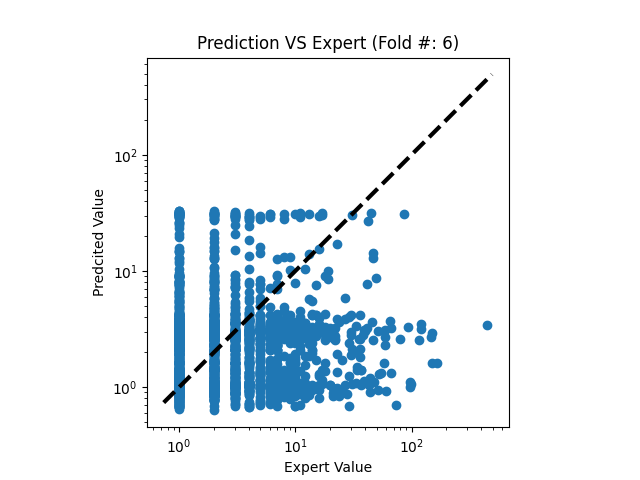 Prediction VS Expert (Fold #: 6)
10²
10¹
10⁰
Predcited Value
10⁰ 10¹ 10²
Expert Value